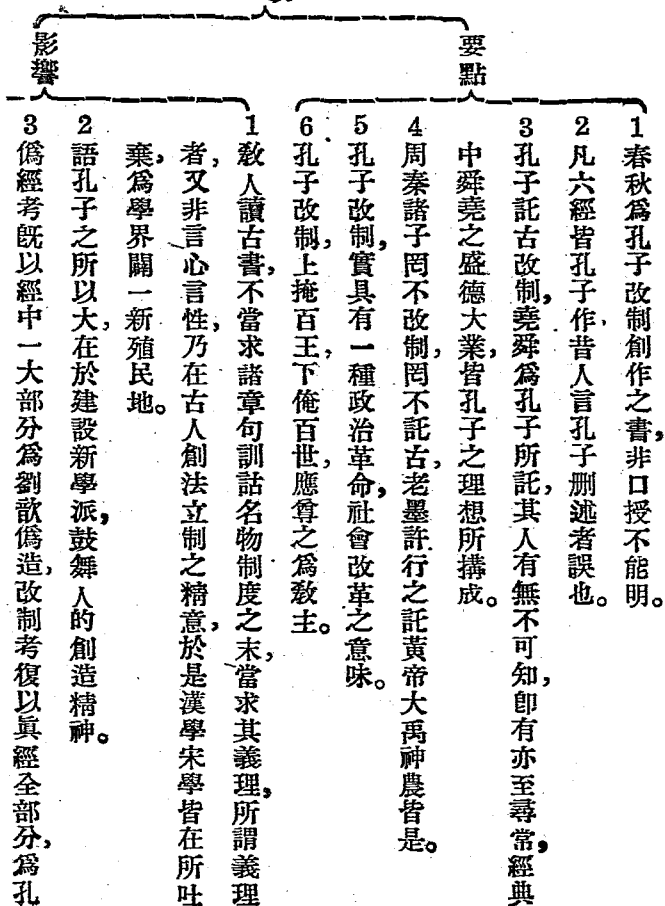 要點
1 春秋爲孔子改制創作之書，非口授不能明。
2 凡六經皆孔子作，昔人言孔子刪述者誤也。
3 孔子託古改制，堯舜爲孔子所託，其人有無不可知，卽有亦至尋常，經典
中舜堯之盛德大業，皆孔子之理想所搆成。
4 周秦諸子罔不改制，罔不託古，老墨許行之託黃帝大禹神農皆是。
5 孔子改制，實具有一種政治革命，社會改革之意味。
6 孔子改制，上掩百王，下俺百世，應尊之爲敎主。
影響
1 敎人讀古書，不當求諸章句訓詁名物制度之末，當求其義理，所謂義理
者，又非言心言性，乃在古人創法立制之精意，於是漢學宋學皆在所吐
棄，爲學界闢一新殖民地。
2 語孔子之所以大，在於建設新學派，鼓舞人的創造精神。
3 僞經考旣以經中一大部分爲劉歆僞造，改制考復以眞經全部分，爲孔